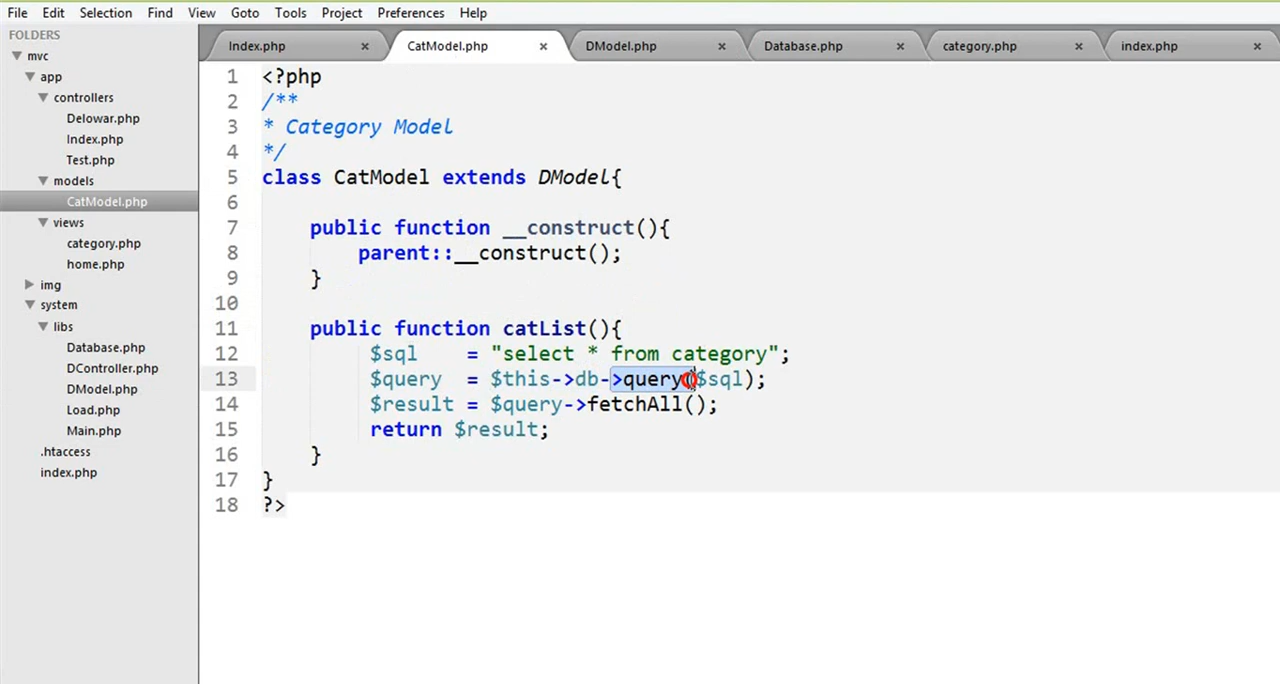 File Edit Selection View Goto Tools Project Preferences Help
FOLDERS
mvc
app
controllers
Delowar.php
Index.php
Test.php
models
CatModel.php
views
category.php
home.php
img
system
libs
Database.php
DController.php
DModel.php
Load.php
Main.php
.htaccess
index.php
Index.php × CatModel.php × DModel.php × Database.php × category.php × index.php ×
1 <?php
2 /**
3 * Category Model
4 */
5 class CatModel extends DModel{
6
7 public function __construct(){
8 parent::__construct();
9 }
10
11 public function catList(){
12 $sql = "select * from category";
13 $query = $this->db->query($sql);
14 $result = $query->fetchAll();
15 return $result;
16 }
17 }
18 ?>